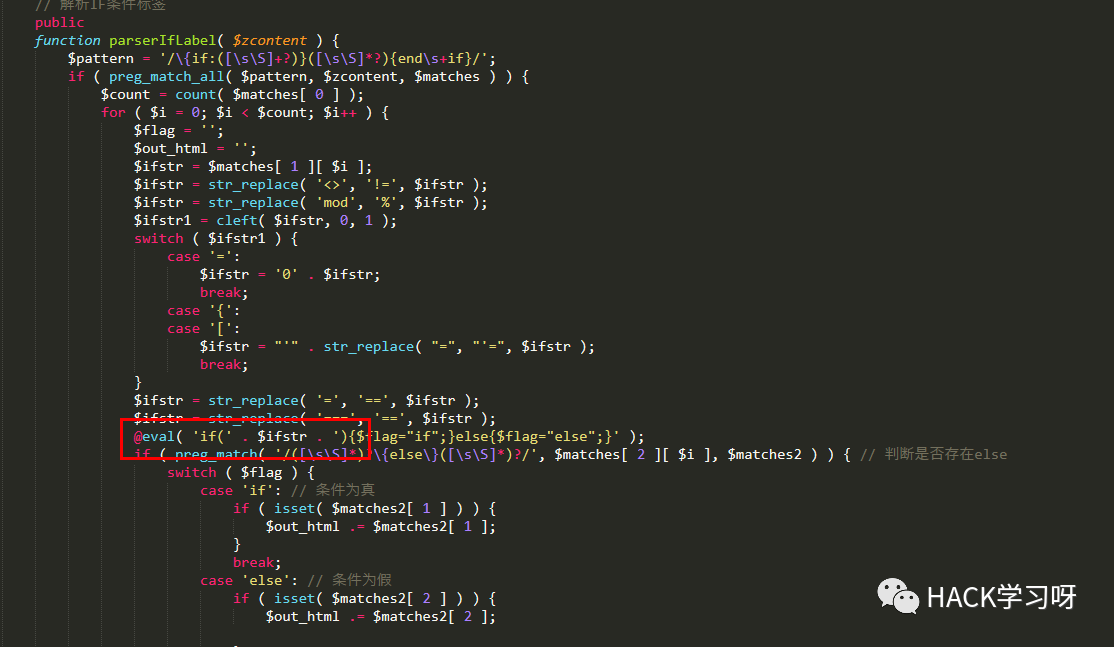 // 解析IF条件标签
public
function parserIfLabel( $zcontent ) {
$pattern = '/\{if:([\s\S]+?)}([\s\S]*?){end\s+if}/';
if ( preg_match_all( $pattern, $zcontent, $matches ) ) {
$count = count( $matches[ 0 ] );
for ( $i = 0; $i < $count; $i++ ) {
$flag = '';
$out_html = '';
$ifstr = $matches[ 1 ][ $i ];
$ifstr = str_replace( '<>', '!=', $ifstr );
$ifstr = str_replace( 'mod', '%', $ifstr );
$ifstr1 = cleft( $ifstr, 0, 1 );
switch ( $ifstr1 ) {
case '=':
$ifstr = '0' . $ifstr;
break;
case '{':
case '[':
$ifstr = "'" . str_replace( "=", "'=", $ifstr );
break;
}
$ifstr = str_replace( '=', '==', $ifstr );
$ifstr = str_replace( '====', '==', $ifstr );
@eval( 'if(' . $ifstr . '){$flag="if";}else{$flag="else";}' );
if ( preg_match( '/([\s\S]*)?\{else\}([\s\S]*)?/', $matches[ 2 ][ $i ], $matches2 ) ) { // 判断是否存在else
switch ( $flag ) {
case 'if': // 条件为真
if ( isset( $matches2[ 1 ] ) ) {
$out_html .= $matches2[ 1 ];
}
break;
case 'else': // 条件为假
if ( isset( $matches2[ 2 ] ) ) {
$out_html .= $matches2[ 2 ];
HACK学习呀